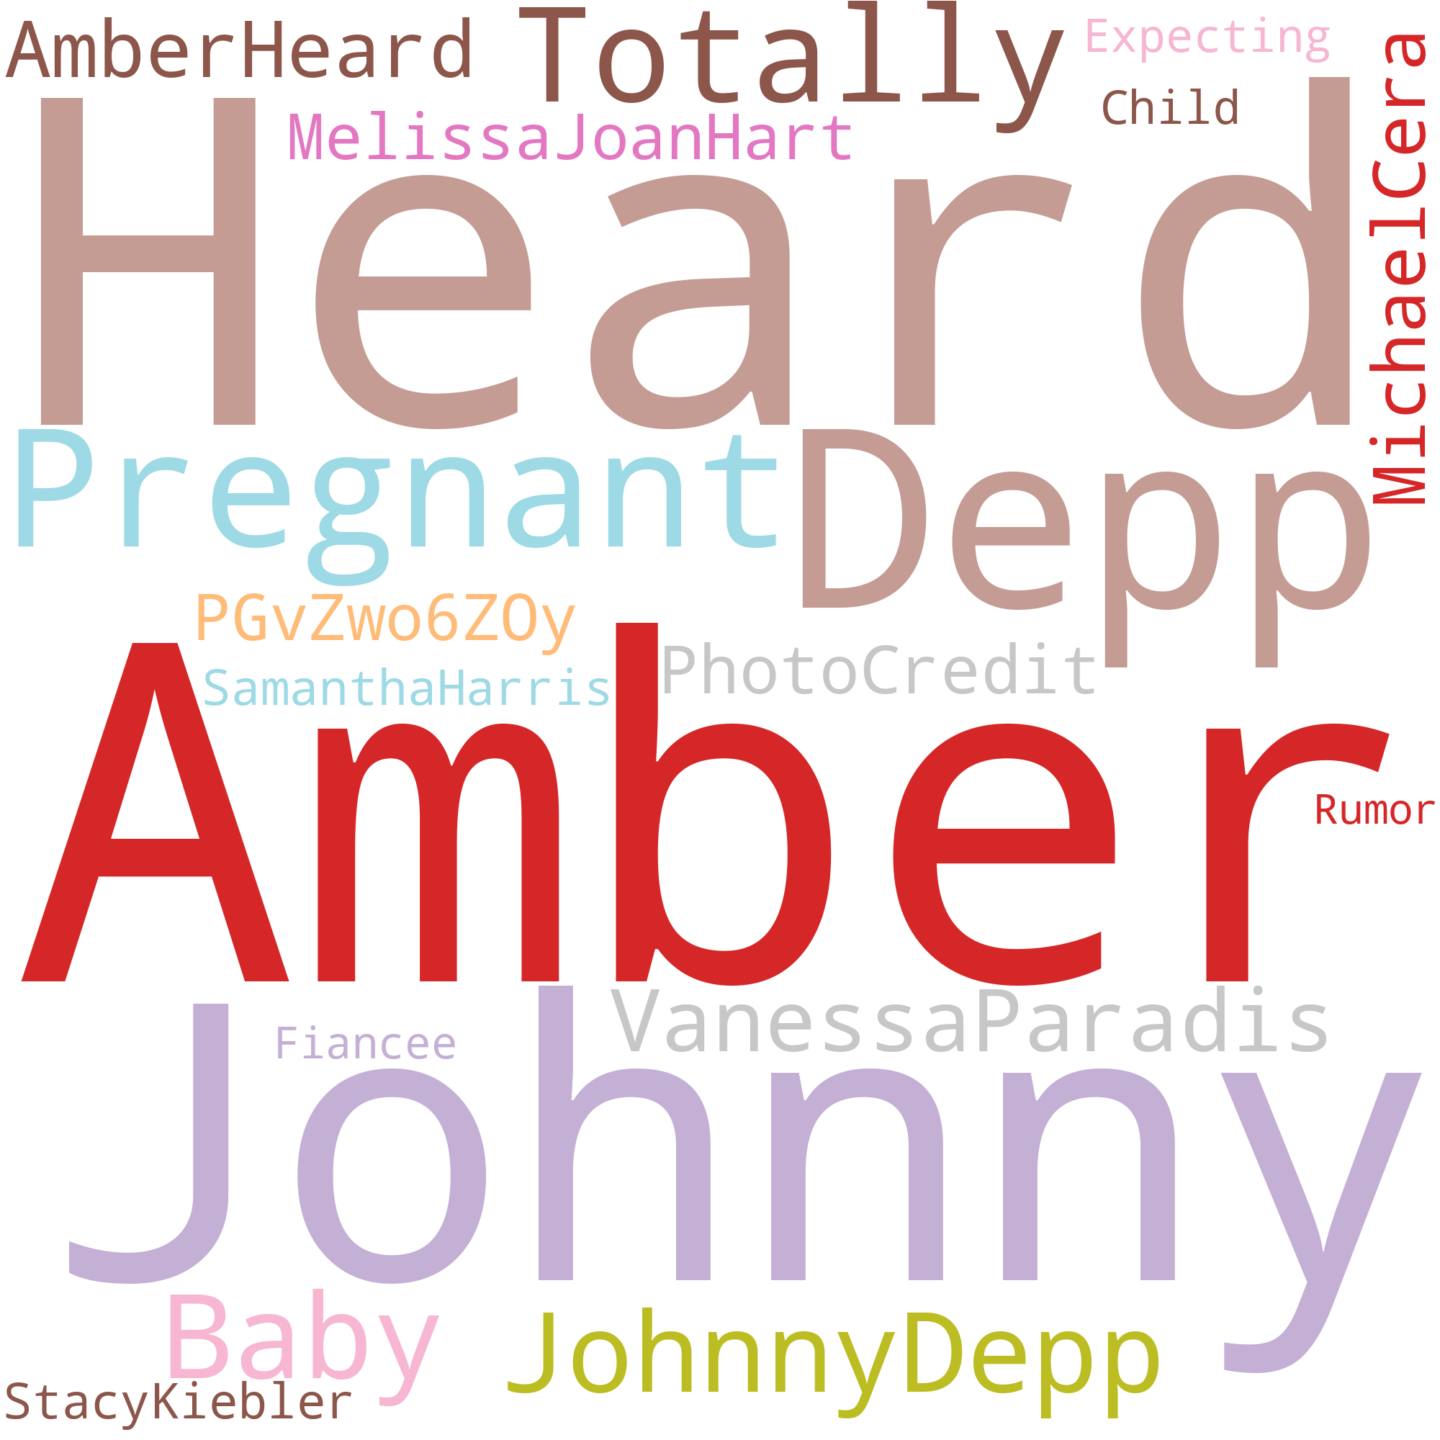 AmberHeard
Totally
Expecting
Child
MelissaJoanHart
MichaelCera
Heard
Pregnant
Depp
PGvZwo6ZOy
PhotoCredit
SamanthaHarris
Amber
Rumor
VanessaParadis
Fiancee
Johnny
Baby
JohnnyDepp
StacyKiebler